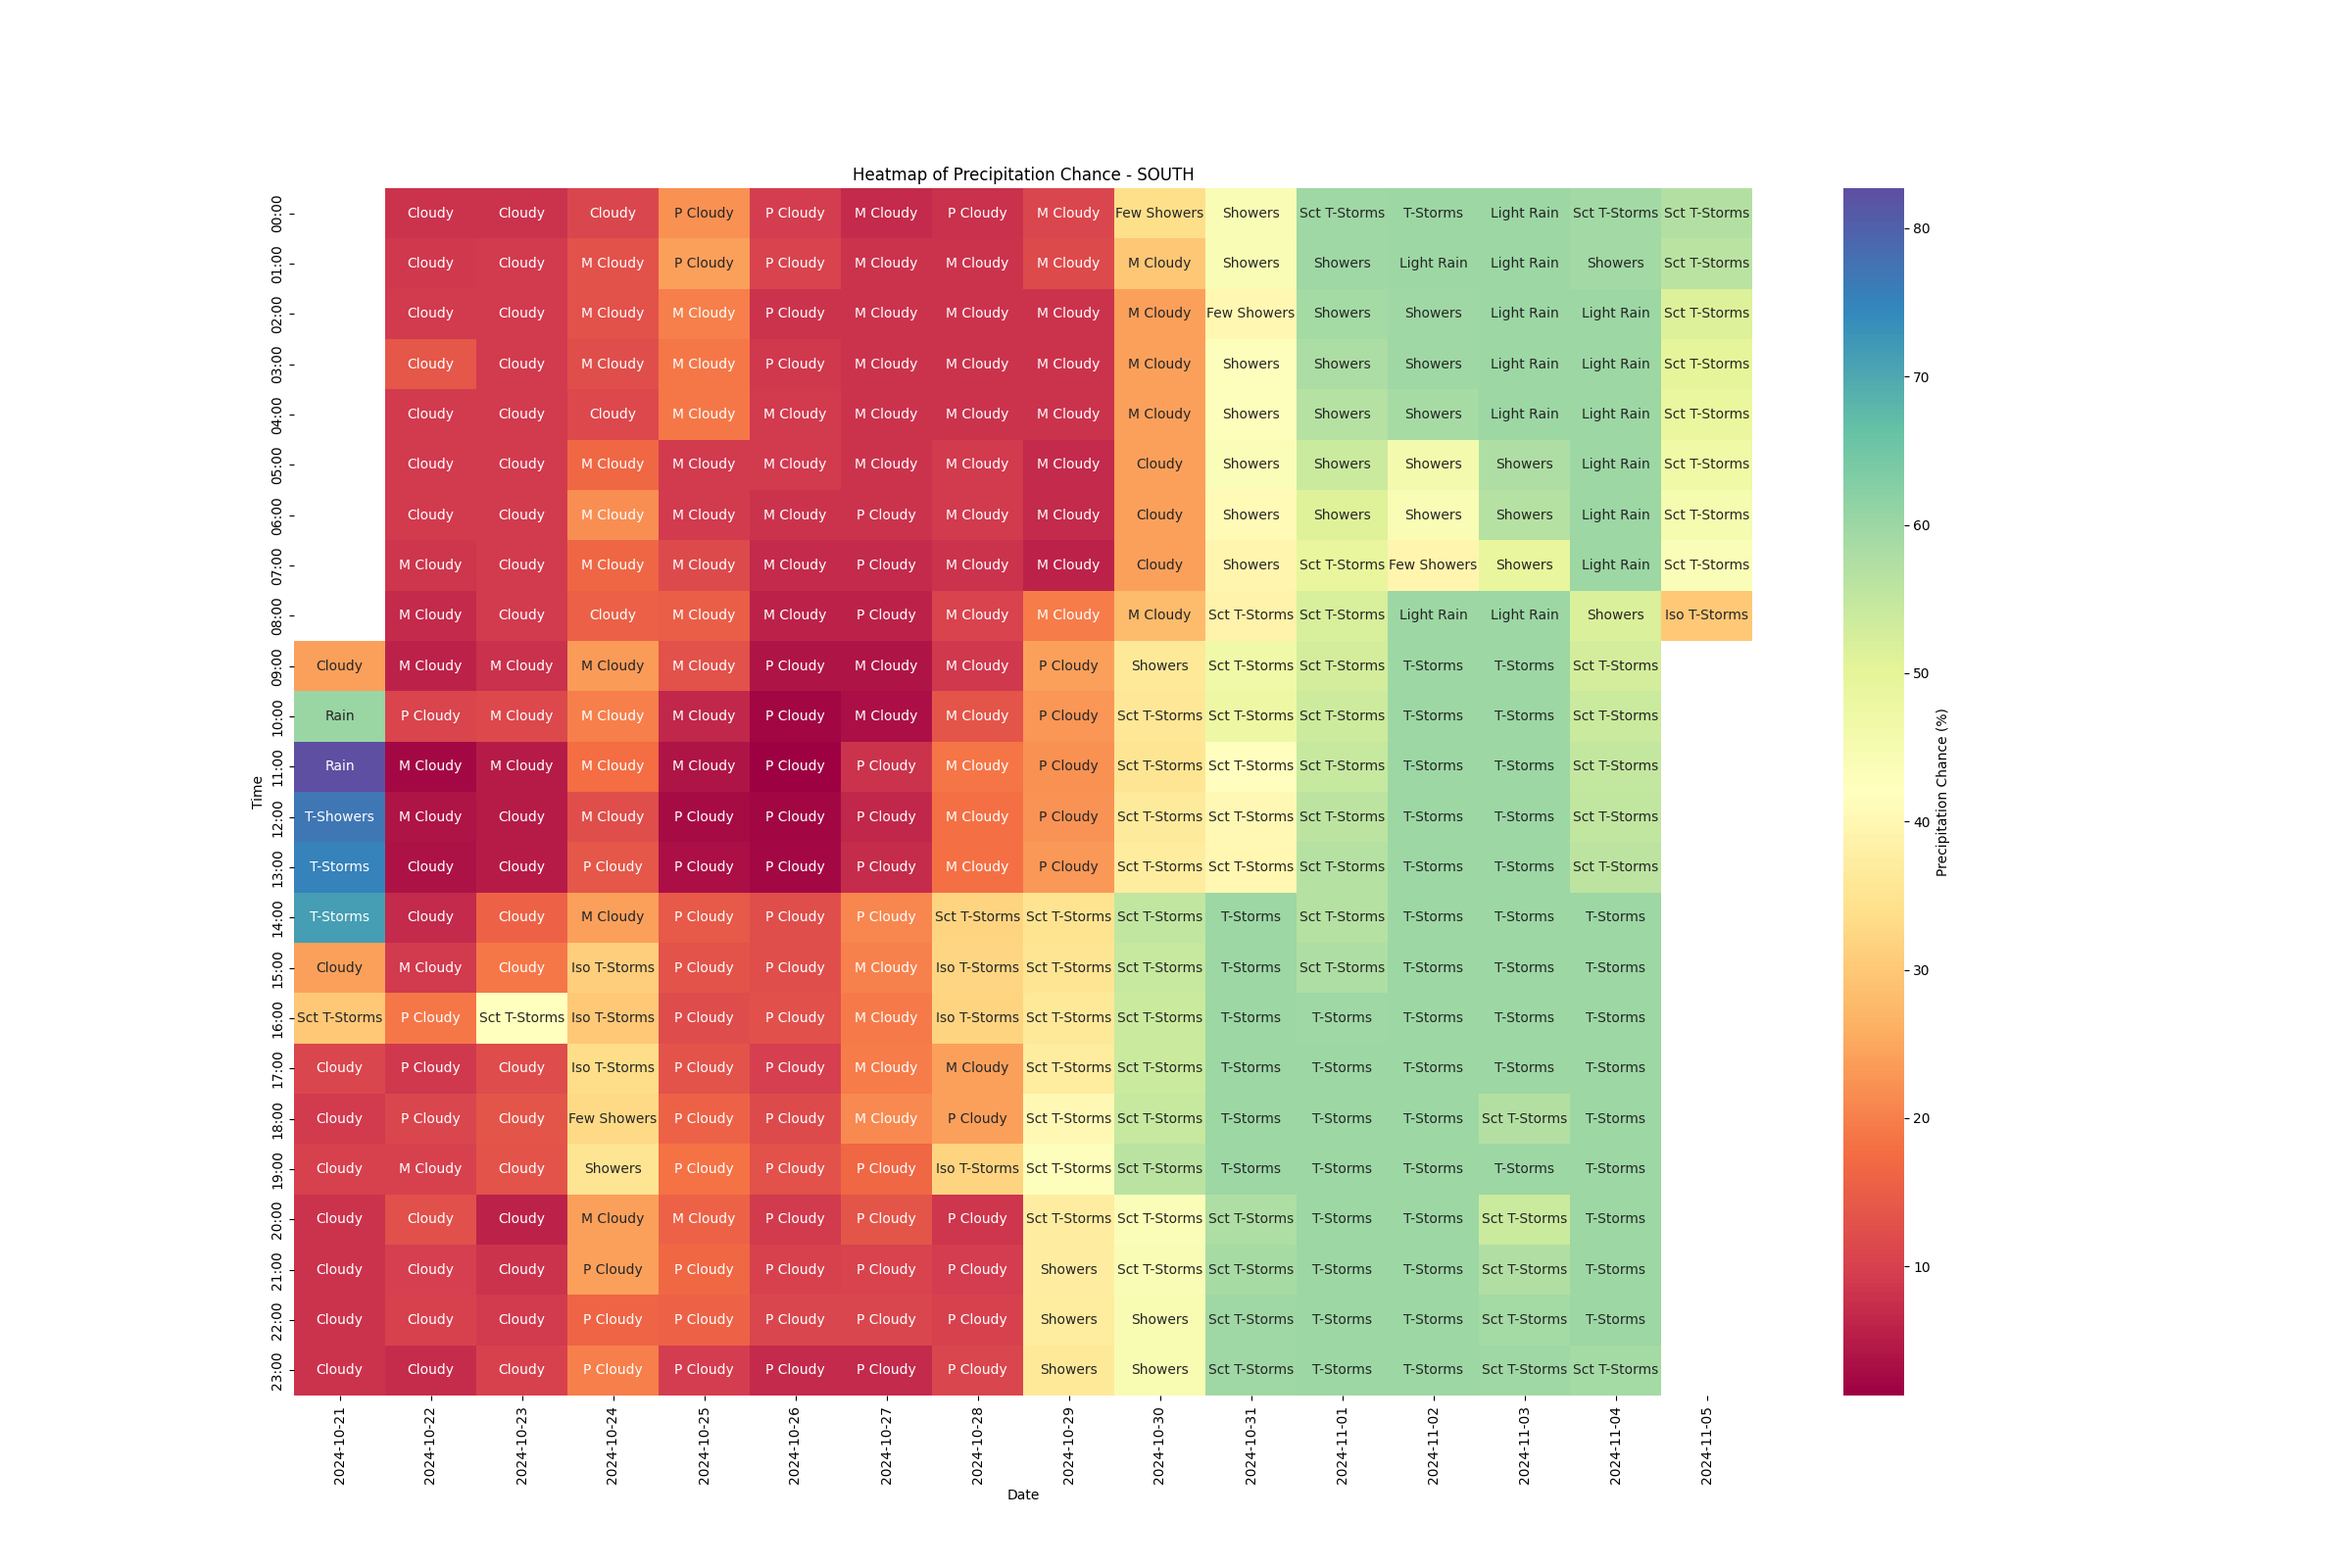 Heatmap of Precipitation Chance - SOUTH
00:00 Cloudy Cloudy Cloudy P Cloudy P Cloudy M Cloudy P Cloudy M Cloudy Few Showers Showers Sct T-Storms T-Storms Light Rain Sct T-Storms Sct T-Storms
01:00 Cloudy Cloudy M Cloudy P Cloudy P Cloudy M Cloudy M Cloudy M Cloudy M Cloudy Showers Showers Light Rain Light Rain Showers Sct T-Storms
02:00 Cloudy Cloudy M Cloudy M Cloudy P Cloudy M Cloudy M Cloudy M Cloudy M Cloudy Few Showers Showers Showers Light Rain Light Rain Sct T-Storms
03:00 Cloudy Cloudy M Cloudy M Cloudy P Cloudy M Cloudy M Cloudy M Cloudy M Cloudy Showers Showers Showers Light Rain Light Rain Sct T-Storms
04:00 Cloudy Cloudy Cloudy M Cloudy M Cloudy M Cloudy M Cloudy M Cloudy M Cloudy Showers Showers Showers Light Rain Light Rain Sct T-Storms
05:00 Cloudy Cloudy M Cloudy M Cloudy M Cloudy M Cloudy M Cloudy M Cloudy Cloudy Showers Showers Showers Showers Light Rain Sct T-Storms
06:00 Cloudy Cloudy M Cloudy M Cloudy M Cloudy P Cloudy M Cloudy M Cloudy Cloudy Showers Showers Showers Showers Light Rain Sct T-Storms
07:00 M Cloudy Cloudy M Cloudy M Cloudy M Cloudy P Cloudy M Cloudy M Cloudy Cloudy Showers Sct T-Storms Few Showers Showers Light Rain Sct T-Storms
08:00 M Cloudy Cloudy Cloudy M Cloudy M Cloudy P Cloudy M Cloudy M Cloudy M Cloudy Sct T-Storms Sct T-Storms Light Rain Light Rain Showers Iso T-Storms
09:00 Cloudy M Cloudy M Cloudy M Cloudy M Cloudy P Cloudy M Cloudy M Cloudy P Cloudy Showers Sct T-Storms Sct T-Storms T-Storms T-Storms Sct T-Storms
10:00 Rain P Cloudy M Cloudy M Cloudy M Cloudy P Cloudy M Cloudy M Cloudy P Cloudy Sct T-Storms Sct T-Storms Sct T-Storms T-Storms T-Storms Sct T-Storms
11:00 Rain M Cloudy M Cloudy M Cloudy M Cloudy P Cloudy P Cloudy M Cloudy P Cloudy Sct T-Storms Sct T-Storms Sct T-Storms T-Storms T-Storms Sct T-Storms
12:00 T-Showers M Cloudy Cloudy M Cloudy P Cloudy P Cloudy P Cloudy M Cloudy P Cloudy Sct T-Storms Sct T-Storms Sct T-Storms T-Storms T-Storms Sct T-Storms
13:00 T-Storms Cloudy Cloudy P Cloudy P Cloudy P Cloudy P Cloudy M Cloudy P Cloudy Sct T-Storms Sct T-Storms Sct T-Storms T-Storms T-Storms Sct T-Storms
14:00 T-Storms Cloudy Cloudy M Cloudy P Cloudy P Cloudy P Cloudy Sct T-Storms Sct T-Storms Sct T-Storms T-Storms Sct T-Storms T-Storms T-Storms T-Storms
15:00 Cloudy M Cloudy Cloudy Iso T-Storms P Cloudy P Cloudy M Cloudy Iso T-Storms Sct T-Storms Sct T-Storms T-Storms Sct T-Storms T-Storms T-Storms T-Storms
16:00 Sct T-Storms P Cloudy Sct T-Storms Iso T-Storms P Cloudy P Cloudy M Cloudy Iso T-Storms Sct T-Storms Sct T-Storms T-Storms T-Storms T-Storms T-Storms T-Storms
17:00 Cloudy P Cloudy Cloudy Iso T-Storms P Cloudy P Cloudy M Cloudy M Cloudy Sct T-Storms Sct T-Storms T-Storms T-Storms T-Storms T-Storms T-Storms
18:00 Cloudy P Cloudy Cloudy Few Showers P Cloudy P Cloudy M Cloudy P Cloudy Sct T-Storms Sct T-Storms T-Storms T-Storms T-Storms Sct T-Storms T-Storms
19:00 Cloudy M Cloudy Cloudy Showers P Cloudy P Cloudy P Cloudy Iso T-Storms Sct T-Storms Sct T-Storms T-Storms T-Storms T-Storms T-Storms T-Storms
20:00 Cloudy Cloudy Cloudy M Cloudy M Cloudy P Cloudy P Cloudy P Cloudy Sct T-Storms Sct T-Storms Sct T-Storms T-Storms T-Storms Sct T-Storms T-Storms
21:00 Cloudy Cloudy Cloudy P Cloudy P Cloudy P Cloudy P Cloudy P Cloudy Showers Sct T-Storms Sct T-Storms T-Storms T-Storms Sct T-Storms T-Storms
22:00 Cloudy Cloudy Cloudy P Cloudy P Cloudy P Cloudy P Cloudy P Cloudy Showers Showers Sct T-Storms T-Storms T-Storms Sct T-Storms T-Storms
23:00 Cloudy Cloudy Cloudy P Cloudy P Cloudy P Cloudy P Cloudy P Cloudy Showers Showers Sct T-Storms T-Storms T-Storms Sct T-Storms Sct T-Storms
Time
2024-10-21 2024-10-22 2024-10-23 2024-10-24 2024-10-25 2024-10-26 2024-10-27 2024-10-28 2024-10-29 2024-10-30 2024-10-31 2024-11-01 2024-11-02 2024-11-03 2024-11-04 2024-11-05
Date
80
70
60
50
40
30
20
10
Precipitation Chance (%)